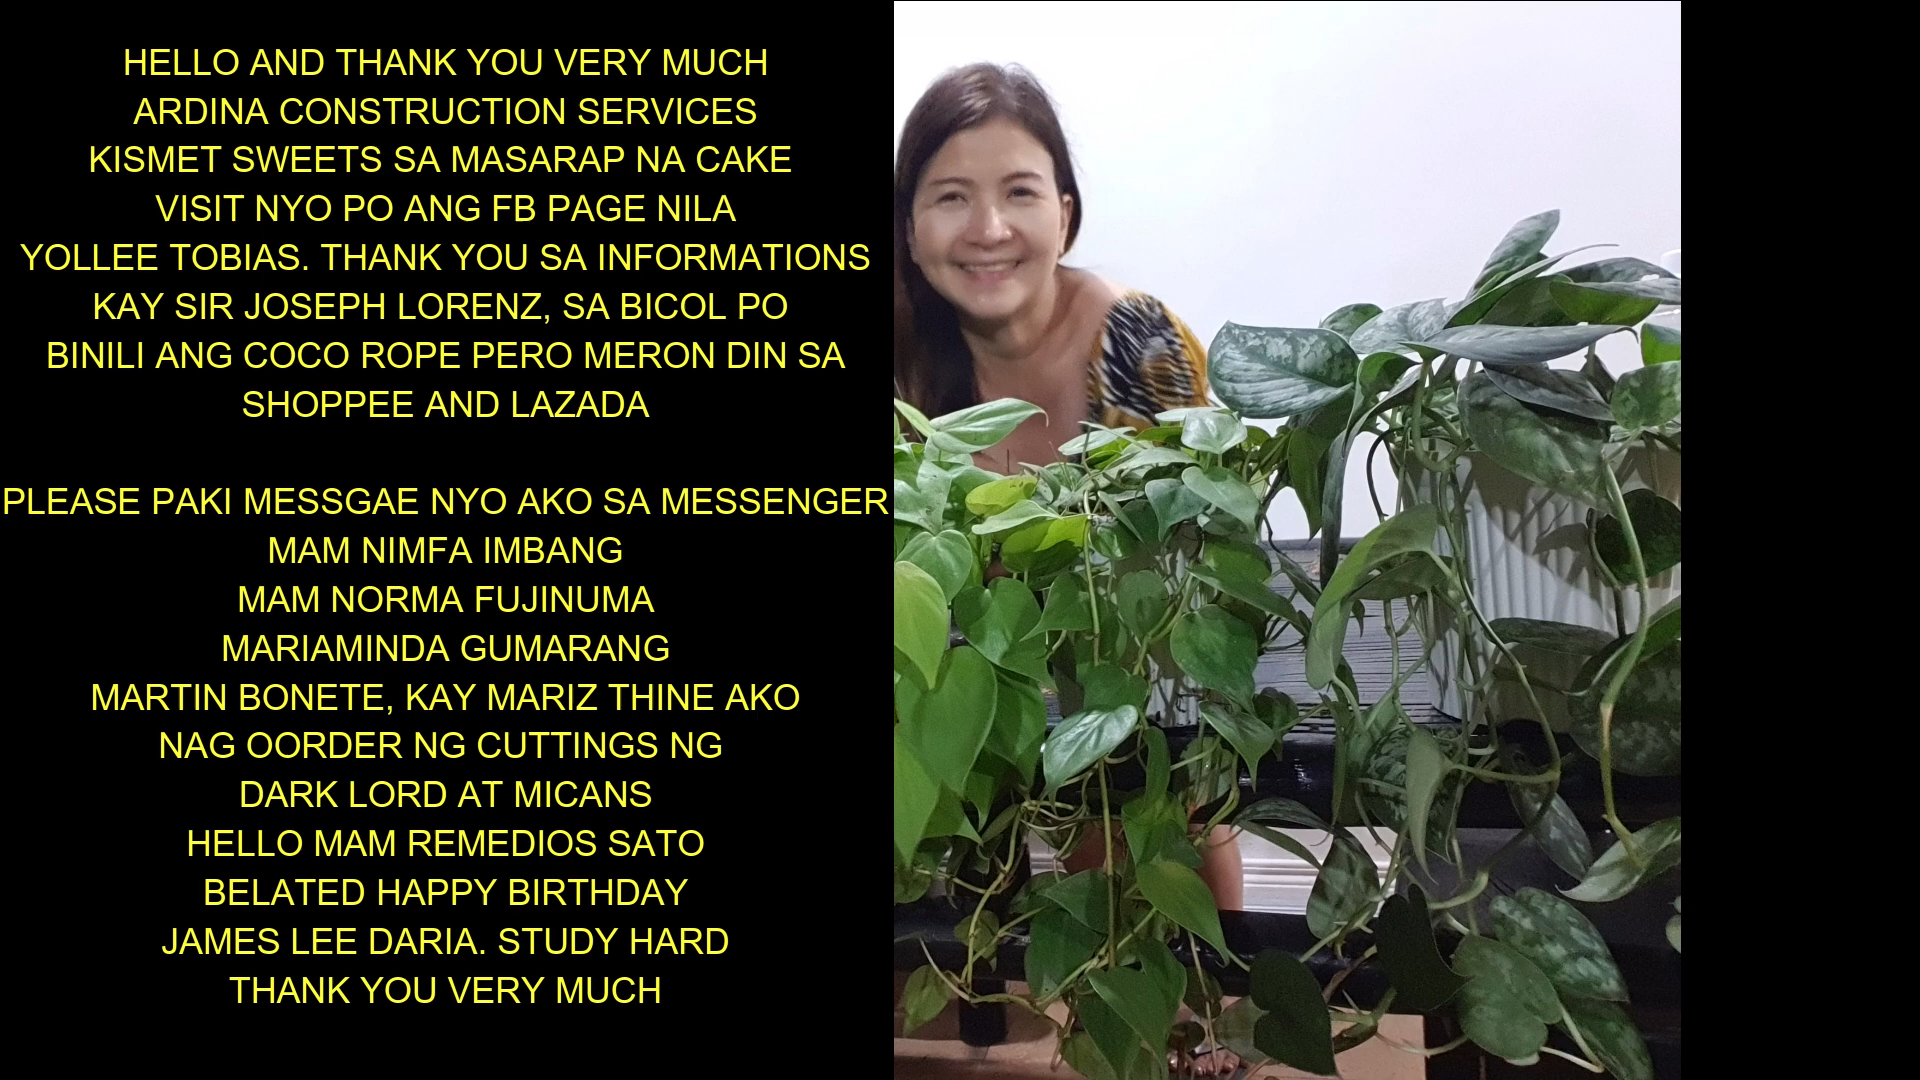 HELLO AND THANK YOU VERY MUCH
ARDINA CONSTRUCTION SERVICES
KISMET SWEETS SA MASARAP NA CAKE
VISIT NYO PO ANG FB PAGE NILA
YOLLEE TOBIAS. THANK YOU SA INFORMATIONS
KAY SIR JOSEPH LORENZ, SA BICOL PO
BINILI ANG COCO ROPE PERO MERON DIN SA
SHOPPEE AND LAZADA
PLEASE PAKI MESSGAE NYO AKO SA MESSENGER
MAM NIMFA IMBANG
MAM NORMA FUJINUMA
MARIAMINDA GUMARANG
MARTIN BONETE, KAY MARIZ THINE AKO
NAG OORDER NG CUTTINGS NG
DARK LORD AT MICANS
HELLO MAM REMEDIOS SATO
BELATED HAPPY BIRTHDAY
JAMES LEE DARIA. STUDY HARD
THANK YOU VERY MUCH